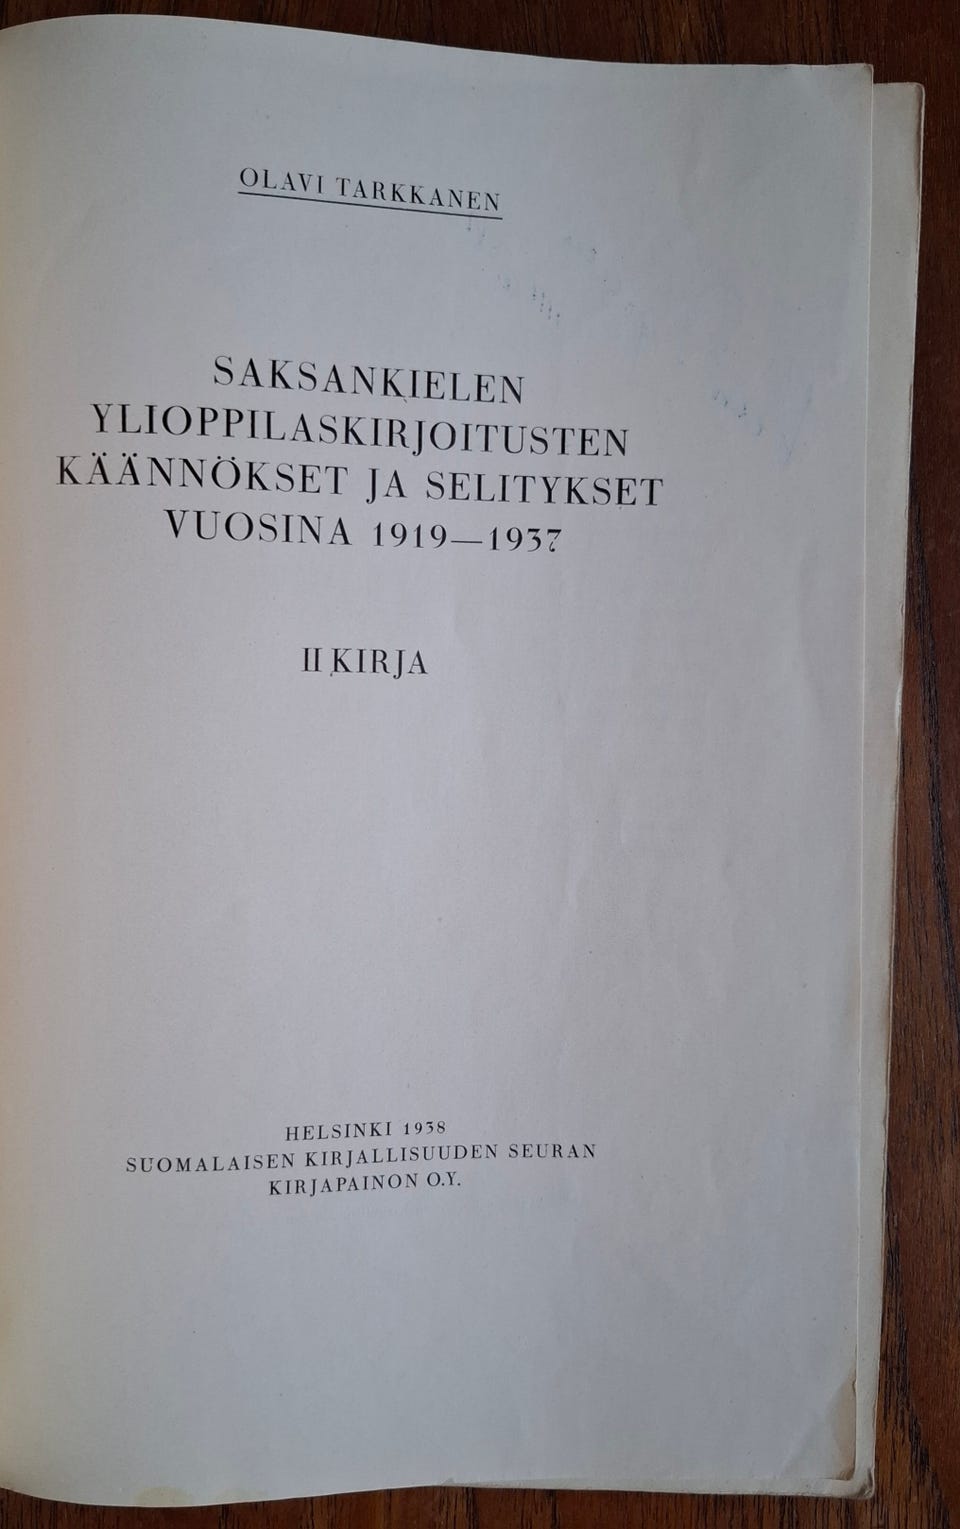 OLAVI TARKKANEN
SAKSANKIELEN
YLIOPPILASKIRJOITUSTEN
KÄÄNNÖKSET JA SELITYKSET
VUOSINA 1919—1937
II KIRJA
HELSINKI 1938
SUOMALAISEN KIRJALLISUUDEN SEURAN
KIRJAPAINON O.Y.